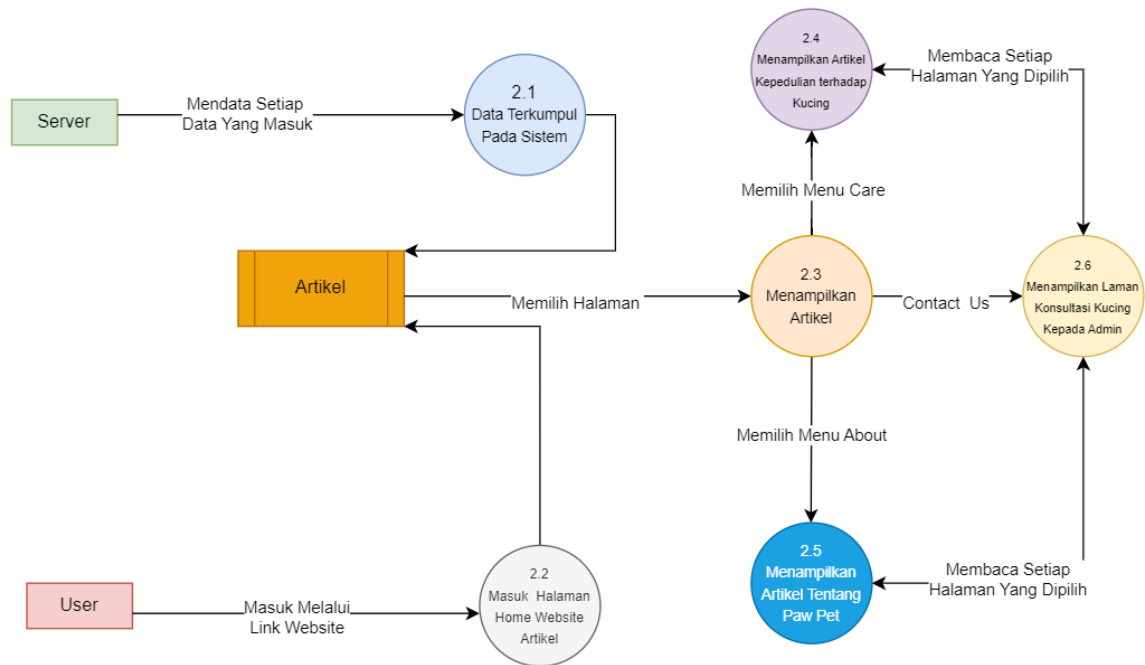 Server
Mendata Setiap
Data Yang Masuk
2.1
Data Terkumpul
Pada Sistem
2.4
Menampilkan Artikel
Kepedulian terhadap
Kucing
Membaca Setiap
Halaman Yang Dipilih
Memilih Menu Care
Artikel
Memilih Halaman
2.3
Menampilkan
Artikel
Contact Us
2.6
Menampilkan Laman
Konsultasi Kucing
Kepada Admin
Memilih Menu About
User
Masuk Melalui
Link Website
2.2
Masuk Halaman
Home Website
Artikel
2.5
Menampilkan
Artikel Tentang
Paw Pet
Membaca Setiap
Halaman Yang Dipilih